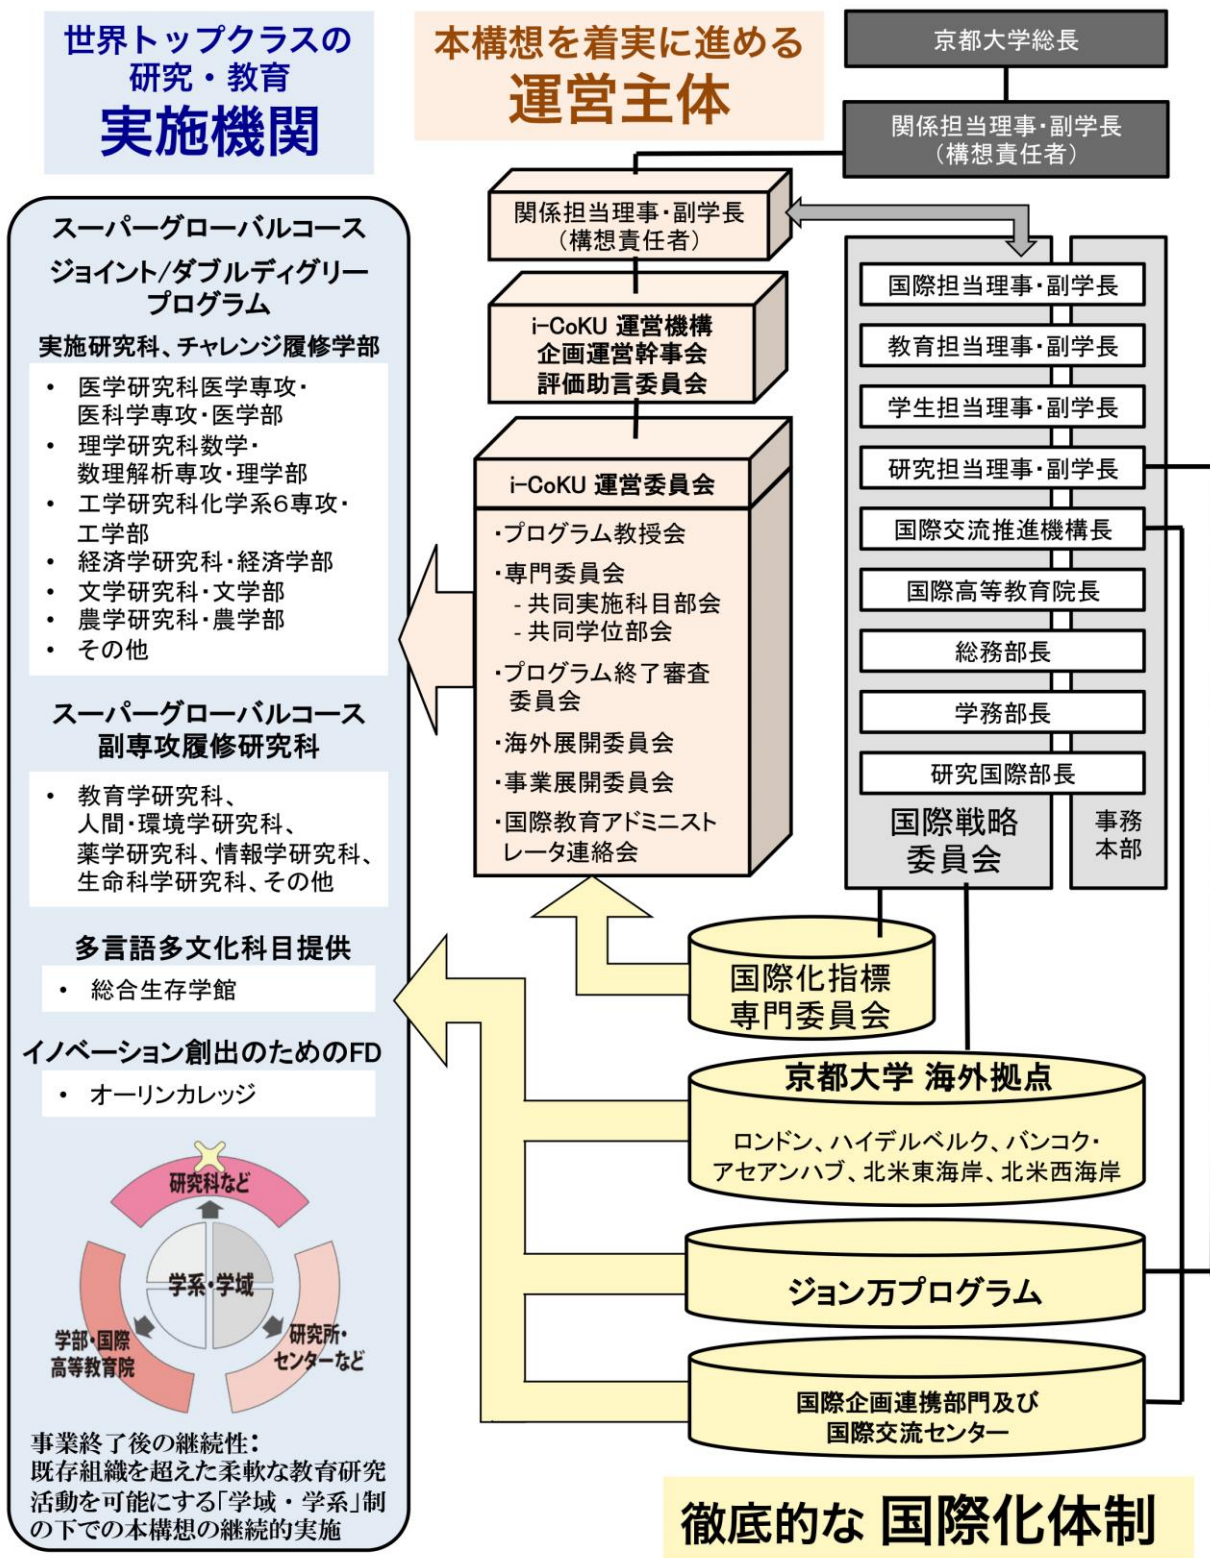 世界トップクラスの
研究・教育
実施機関
本構想を着実に進める
運営主体
京都大学総長
関係担当理事・副学長
（構想責任者）
関係担当理事・副学長
（構想責任者）
i-CoKU 運営機構
企画運営幹事会
評価助言委員会
i-CoKU 運営委員会
・プログラム教授会
・専門委員会
- 共同実施科目部会
- 共同学位部会
・プログラム終了審査
委員会
・海外展開委員会
・事業展開委員会
・国際教育アドミニスト
レータ連絡会
国際担当理事・副学長
教育担当理事・副学長
学生担当理事・副学長
研究担当理事・副学長
国際交流推進機構長
国際高等教育院長
総務部長
学務部長
研究国際部長
国際戦略
委員会
事務
本部
スーパーグローバルコース
ジョイント/ダブルディグリー
プログラム
実施研究科、チャレンジ履修学部
• 医学研究科医学専攻・
医科学専攻・医学部
• 理学研究科数学・
数理解析専攻・理学部
• 工学研究科化学系6専攻・
工学部
• 経済学研究科・経済学部
• 文学研究科・文学部
• 農学研究科・農学部
• その他
スーパーグローバルコース
副専攻履修研究科
• 教育学研究科、
人間・環境学研究科、
薬学研究科、情報学研究科、
生命科学研究科、その他
多言語多文化科目提供
• 総合生存学館
イノベーション創出のためのFD
• オーリンカレッジ
研究科など
学系・学域
学部・国際
高等教育院
研究所・
センターなど
事業終了後の継続性：
既存組織を超えた柔軟な教育研究
活動を可能にする「学域・学系」制
の下での本構想の継続的実施
国際化指標
専門委員会
京都大学 海外拠点
ロンドン、ハイデルベルク、バンコク・
アセアンハブ、北米東海岸、北米西海岸
ジョン万プログラム
国際企画連携部門及び
国際交流センター
徹底的な 国際化体制